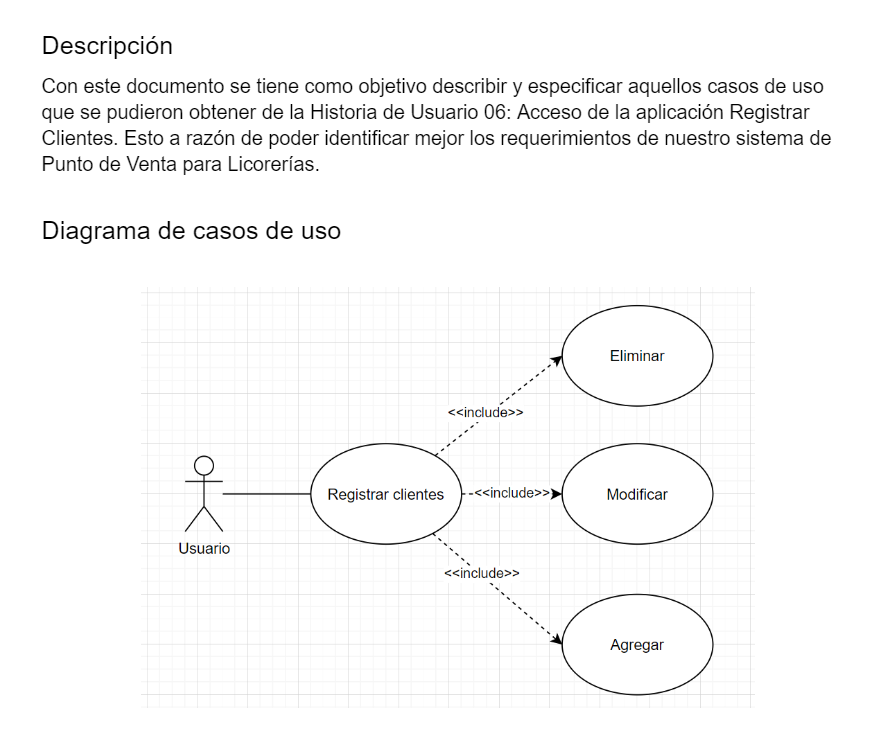 Descripción
Con este documento se tiene como objetivo describir y especificar aquellos casos de uso
que se pudieron obtener de la Historia de Usuario 06: Acceso de la aplicación Registrar
Clientes. Esto a razón de poder identificar mejor los requerimientos de nuestro sistema de
Punto de Venta para Licorerías.
Diagrama de casos de uso
Eliminar
<<include>>
Registrar clientes
<<include>>
Modificar
Usuario
<<include>>
Agregar